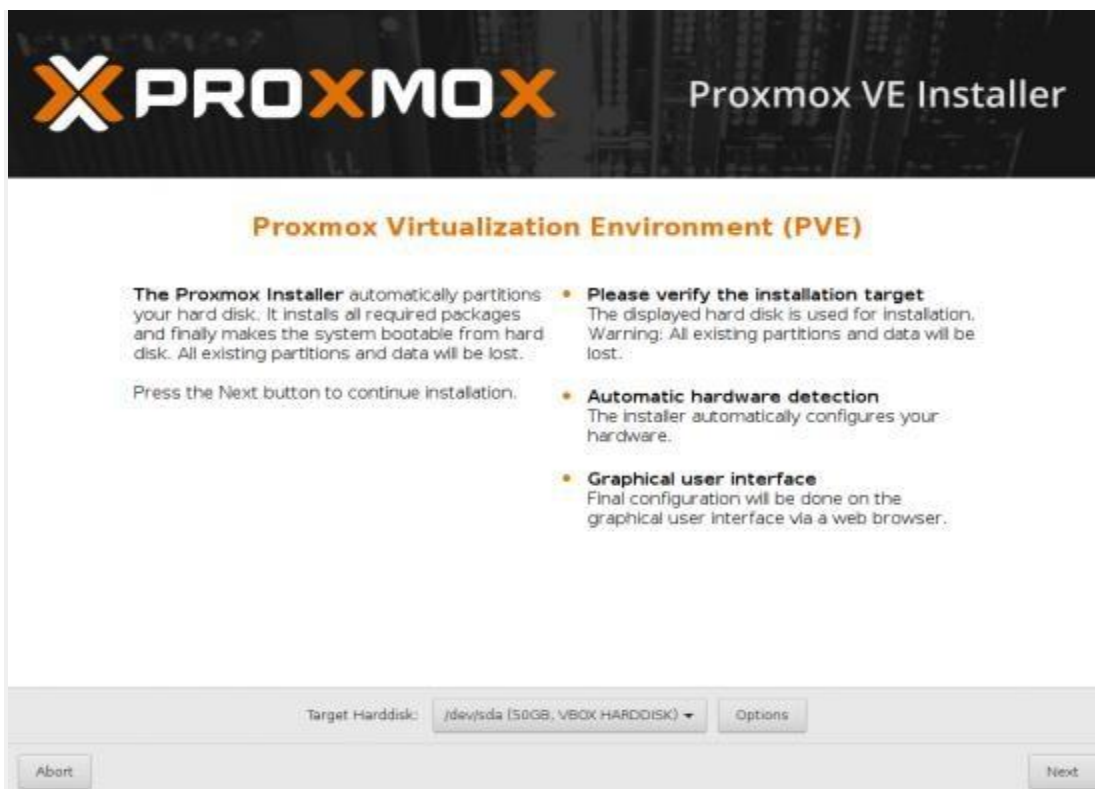 PROXMOX
Proxmox VE Installer
Proxmox Virtualization Environment (PVE)
The Proxmox Installer automatically partitions
your hard disk. It installs all required packages
and finally makes the system bootable from hard
disk. All existing partitions and data will be lost.
Press the Next button to continue installation.
• Please verify the installation target
The displayed hard disk is used for installation.
Warning: All existing partitions and data will be
lost.
• Automatic hardware detection
The installer automatically configures your
hardware.
• Graphical user interface
Final configuration will be done on the
graphical user interface via a web browser.
Target Harddisk: /dev/sda (50GB, VBOX HARDDISK) Options
Abort Next